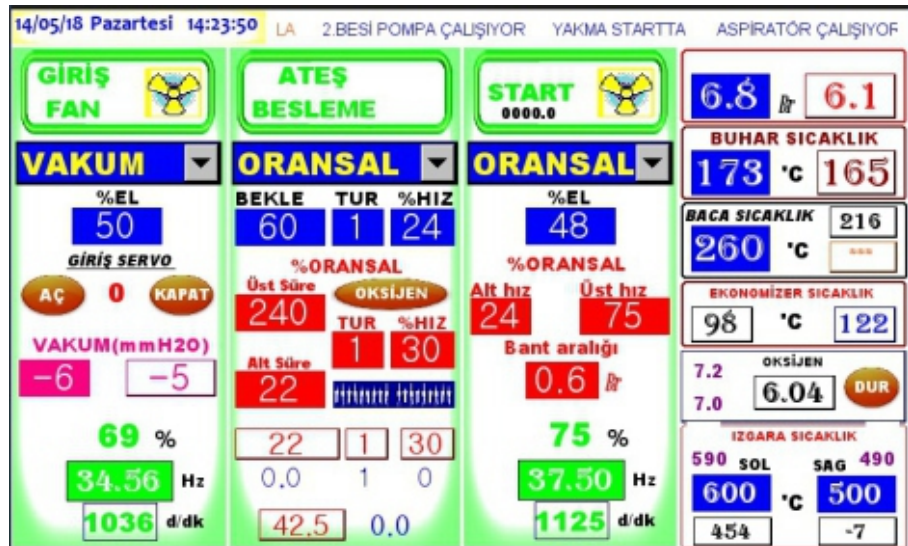 14/05/18 Pazartesi 14:23:50 LA 2.BESİ POMPA ÇALIŞIYOR YAKMA STARTTA ASPİRATÖR ÇALIŞIYOR
GİRİŞ
FAN
VAKUM
%EL
50
GİRİŞ SERVO
AÇ 0 KAPAT
VAKUM(mmH2O)
-6 -5
69 %
34.56 Hz
1036 d/dk
ATEŞ
BESLEME
ORANSAL
BEKLE TUR %HIZ
60 1 24
%ORANSAL
Üst Süre OKSİJEN
240
TUR %HIZ
1 30
Alt Süre
22
22 1 30
0.0 1 0
42.5 0.0
START
0000.0
ORANSAL
%EL
48
%ORANSAL
Alt hız Üst hız
24 75
Bant aralığı
0.6 Br
75 %
37.50 Hz
1125 d/dk
6.8 Br 6.1
BUHAR SICAKLIK
173 °C 165
BACA SICAKLIK 216
260 °C ***
EKONOMİZER SICAKLIK
98 °C 122
7.2 OKSİJEN
6.04 DUR
7.0
IZGARA SICAKLIK
590 SOL SAG 490
600 °C 500
454 -7